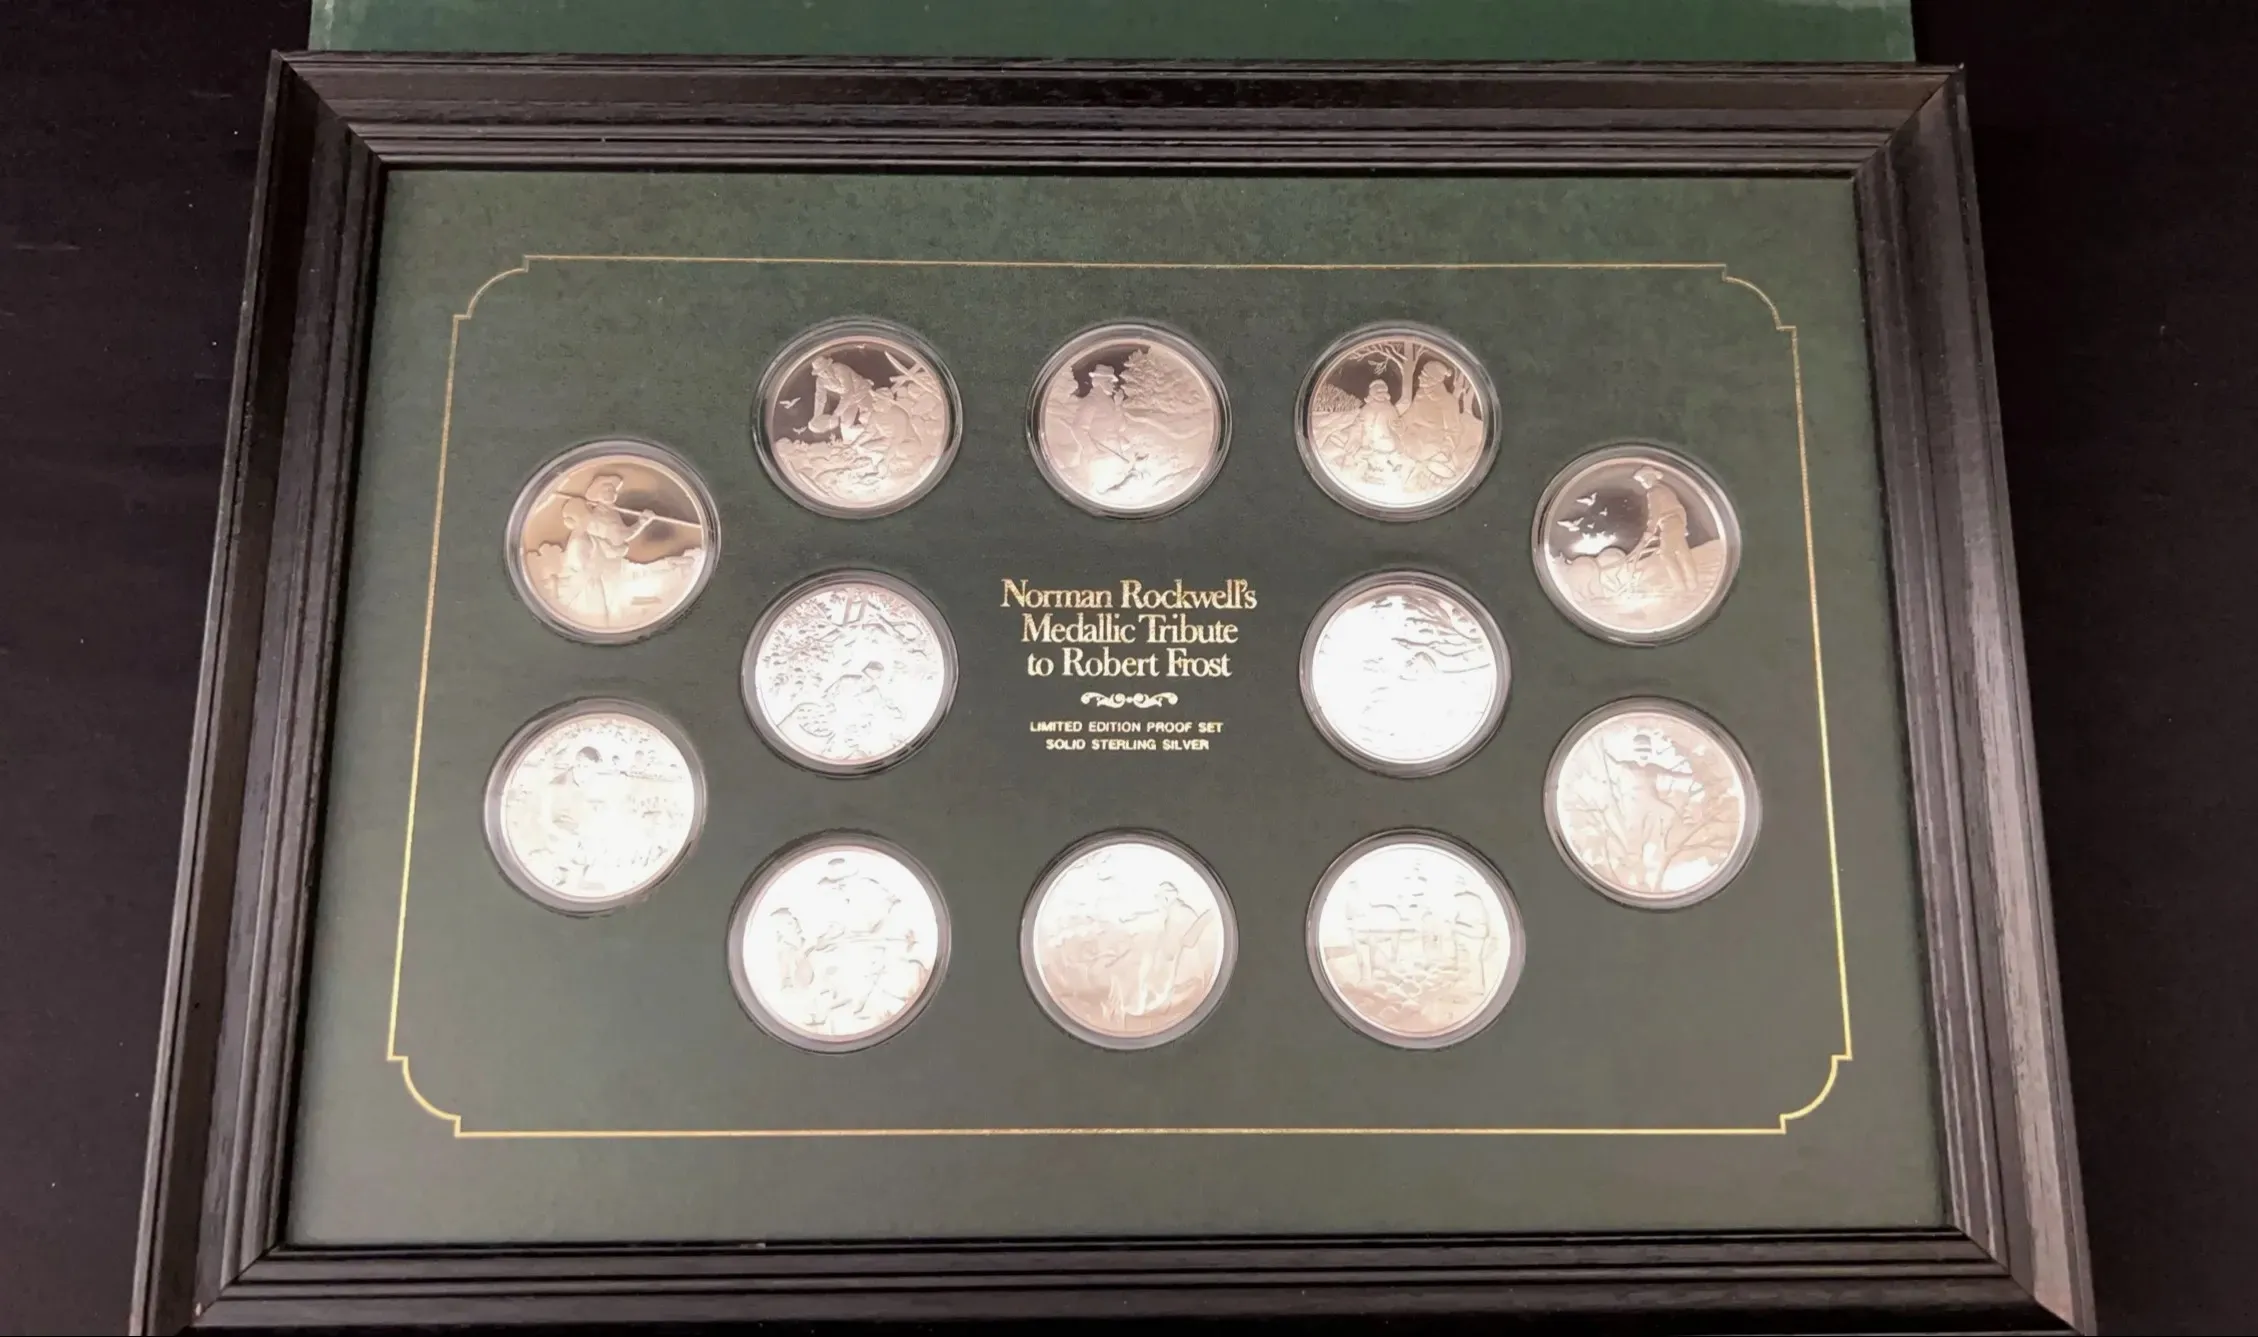 Norman Rockwell's
Medallic Tribute
to Robert Frost
LIMITED EDITION PROOF SET
SOLID STERLING SILVER